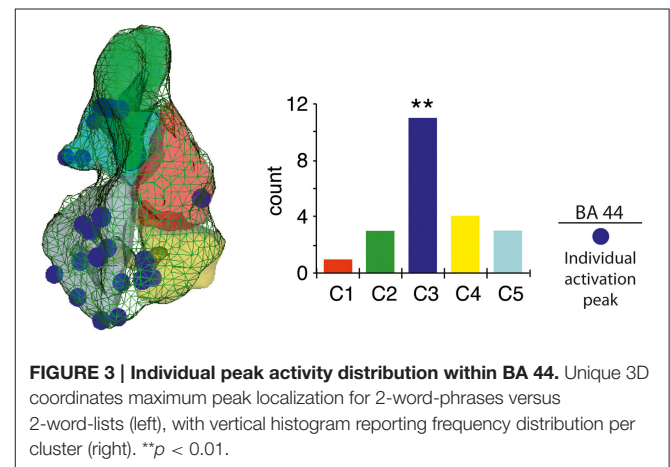 12
**
8
4
0
count
C1 C2 C3 C4 C5
BA 44
Individual
activation
peak
FIGURE 3 | Individual peak activity distribution within BA 44. Unique 3D
coordinates maximum peak localization for 2-word-phrases versus
2-word-lists (left), with vertical histogram reporting frequency distribution per
cluster (right). **p < 0.01.